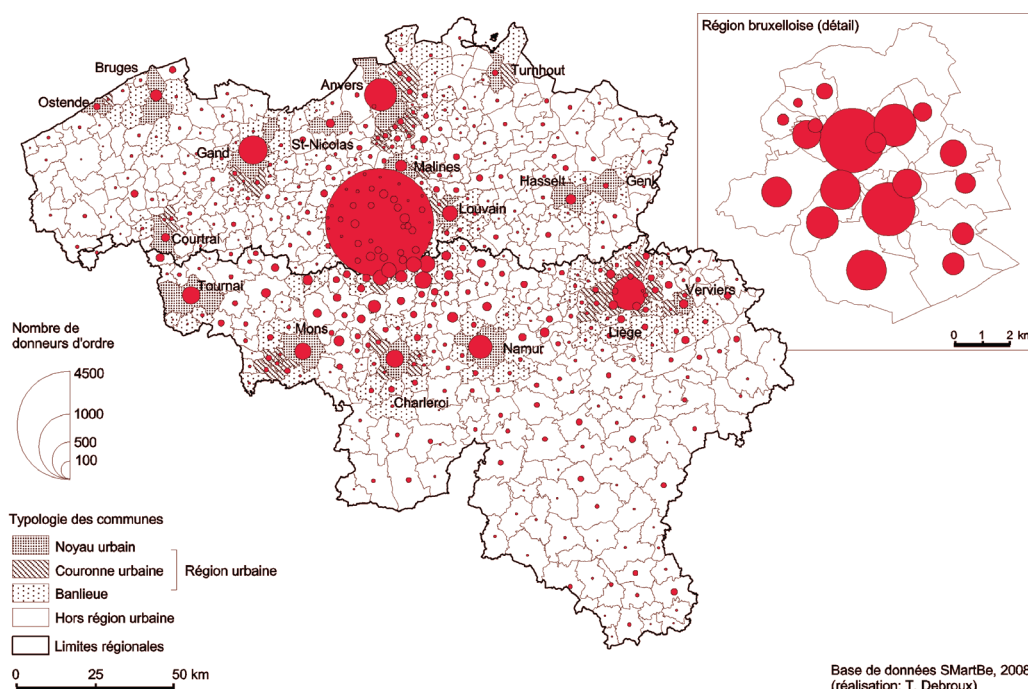 Région bruxelloise (détail)
Bruges
Turnhout
Anvers
Ostende
St-Nicolas
Gand
Malines
Hasselt
Genk
Louvain
Courtrai
Tournai
Verviers
0 1 2 km
Mons
Liège
Namur
Nombre de
donneurs d'ordre
4500
1000
500
100
Charleroi
Typologie des communes
Noyau urbain
Couronne urbaine
Région urbaine
Banlieue
Hors région urbaine
Limites régionales
0 25 50 km
Base de données SMartBe, 2008
(réalisation: T. Debroux)